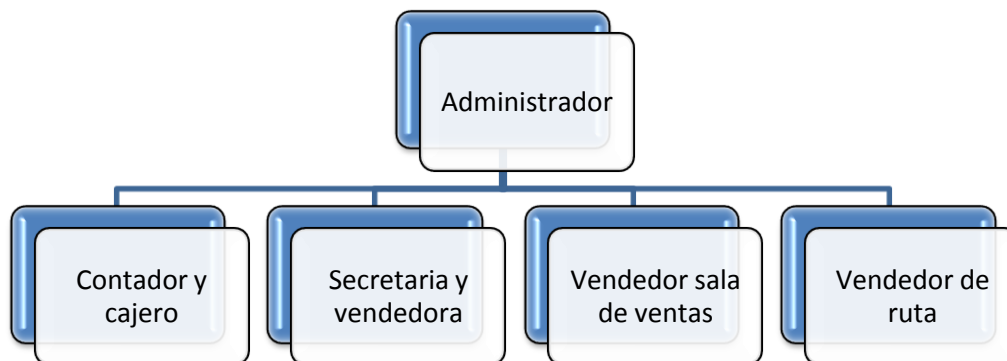 Administrador
Contador y
cajero
Secretaria y
vendedora
Vendedor sala
de ventas
Vendedor de
ruta